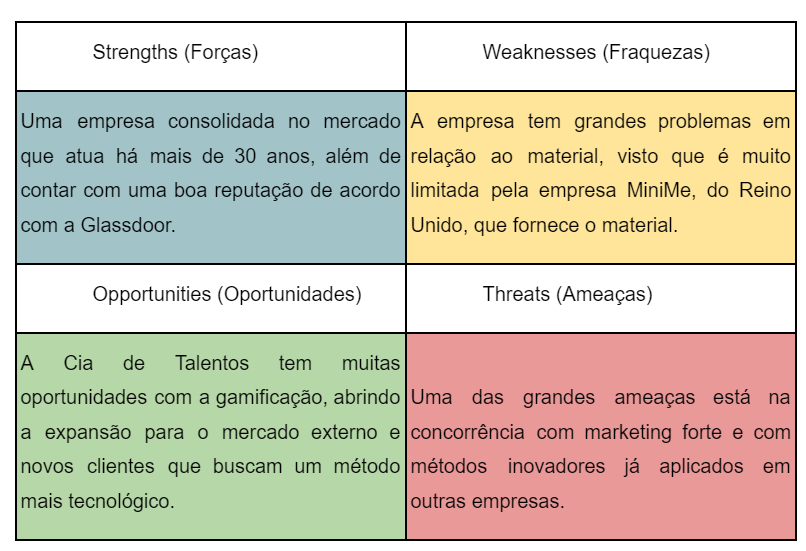 Strengths (Forças)
Weaknesses (Fraquezas)
Uma empresa consolidada no mercado
que atua há mais de 30 anos, além de
contar com uma boa reputação de acordo
com a Glassdoor.
A empresa tem grandes problemas em
relação ao material, visto que é muito
limitada pela empresa MiniMe, do Reino
Unido, que fornece o material.
Opportunities (Oportunidades)
Threats (Ameaças)
A Cia de Talentos tem muitas
oportunidades com a gamificação, abrindo
a expansão para o mercado externo e
novos clientes que buscam um método
mais tecnológico.
Uma das grandes ameaças está na
concorrência com marketing forte e com
métodos inovadores já aplicados em
outras empresas.